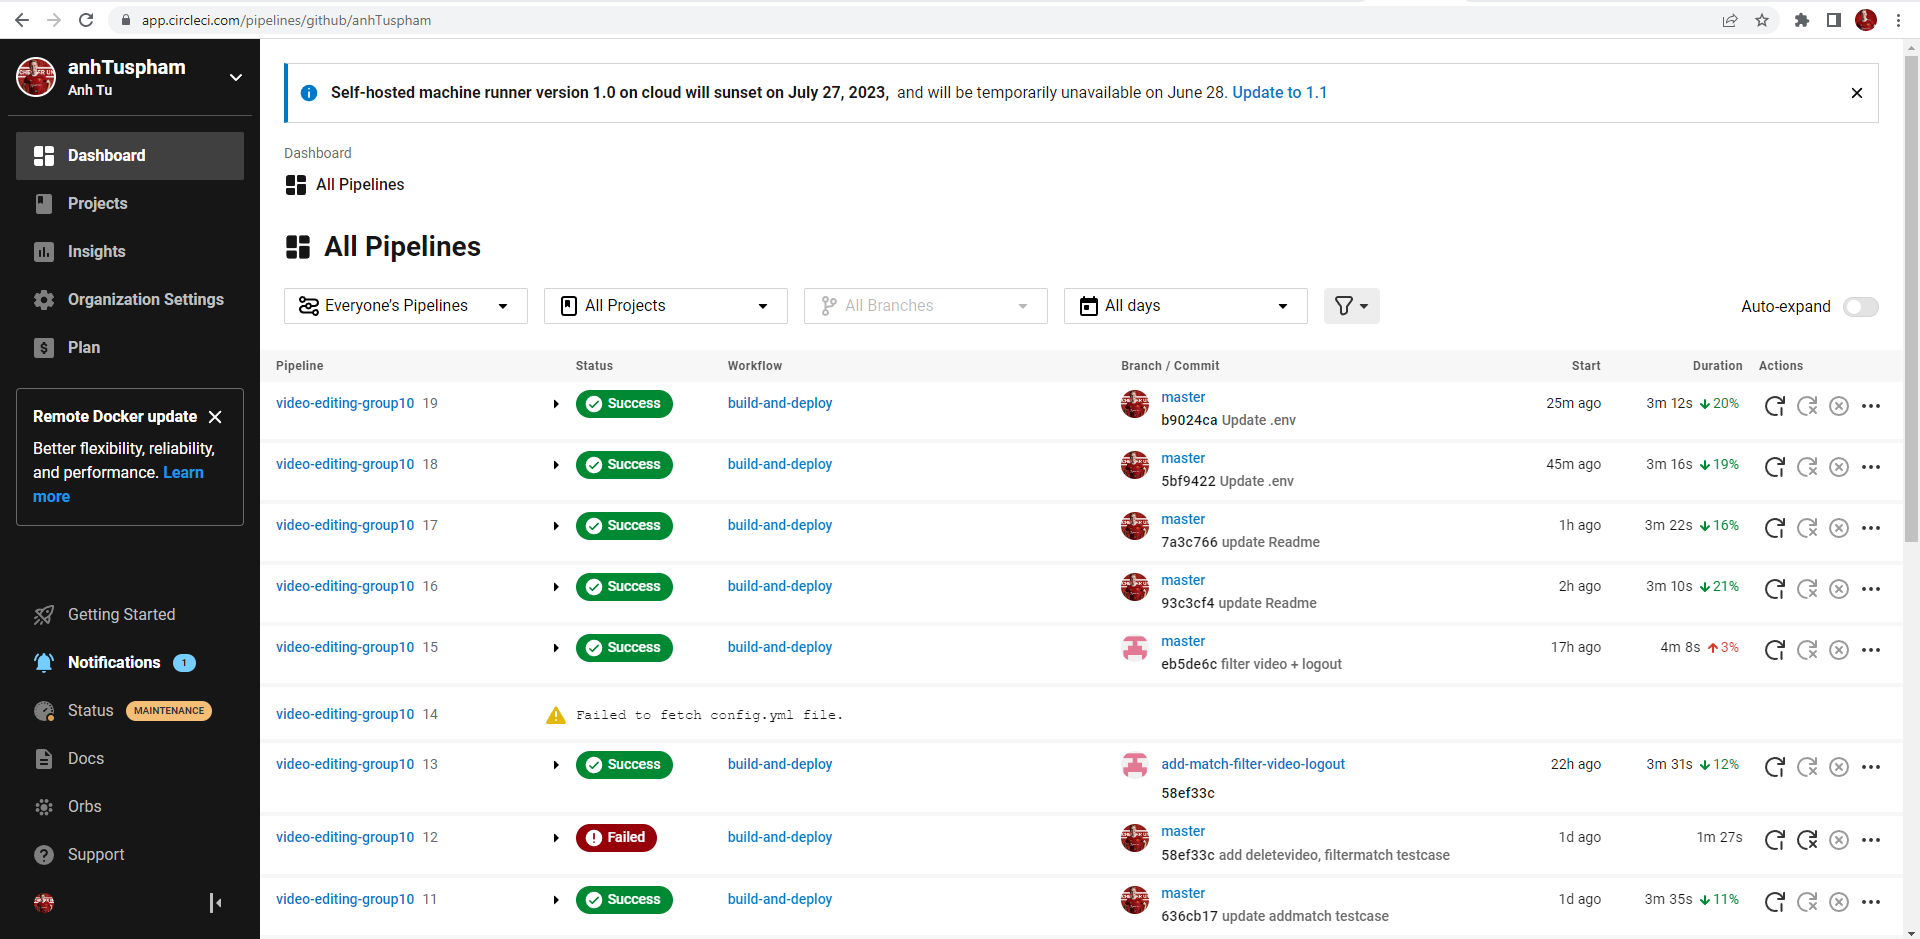 app.circleci.com/pipelines/github/anhTuspham
anhTuspham
Anh Tu
Dashboard
Projects
Insights
Organization Settings
Plan
Remote Docker update
Better flexibility, reliability,
and performance. Learn
more
Getting Started
Notifications 1
Status MAINTENANCE
Docs
Orbs
Support
Self-hosted machine runner version 1.0 on cloud will sunset on July 27, 2023, and will be temporarily unavailable on June 28. Update to 1.1
Dashboard
All Pipelines
All Pipelines
Everyone's Pipelines All Projects All Branches All days Auto-expand
Pipeline Status Workflow Branch / Commit Start Duration Actions
video-editing-group10 19 Success build-and-deploy master 25m ago 3m 12s 20%
b9024ca Update .env
video-editing-group10 18 Success build-and-deploy master 45m ago 3m 16s 19%
5bf9422 Update .env
video-editing-group10 17 Success build-and-deploy master 1h ago 3m 22s 16%
7a3c766 update Readme
video-editing-group10 16 Success build-and-deploy master 2h ago 3m 10s 21%
93c3cf4 update Readme
video-editing-group10 15 Success build-and-deploy master 17h ago 4m 8s 3%
eb5de6c filter video + logout
video-editing-group10 14 Failed to fetch config.yml file.
video-editing-group10 13 Success build-and-deploy add-match-filter-video-logout 22h ago 3m 31s 12%
58ef33c
video-editing-group10 12 Failed build-and-deploy master 1d ago 1m 27s
58ef33c add deletevideo, filtermatch testcase
video-editing-group10 11 Success build-and-deploy master 1d ago 3m 35s 11%
636cb17 update addmatch testcase